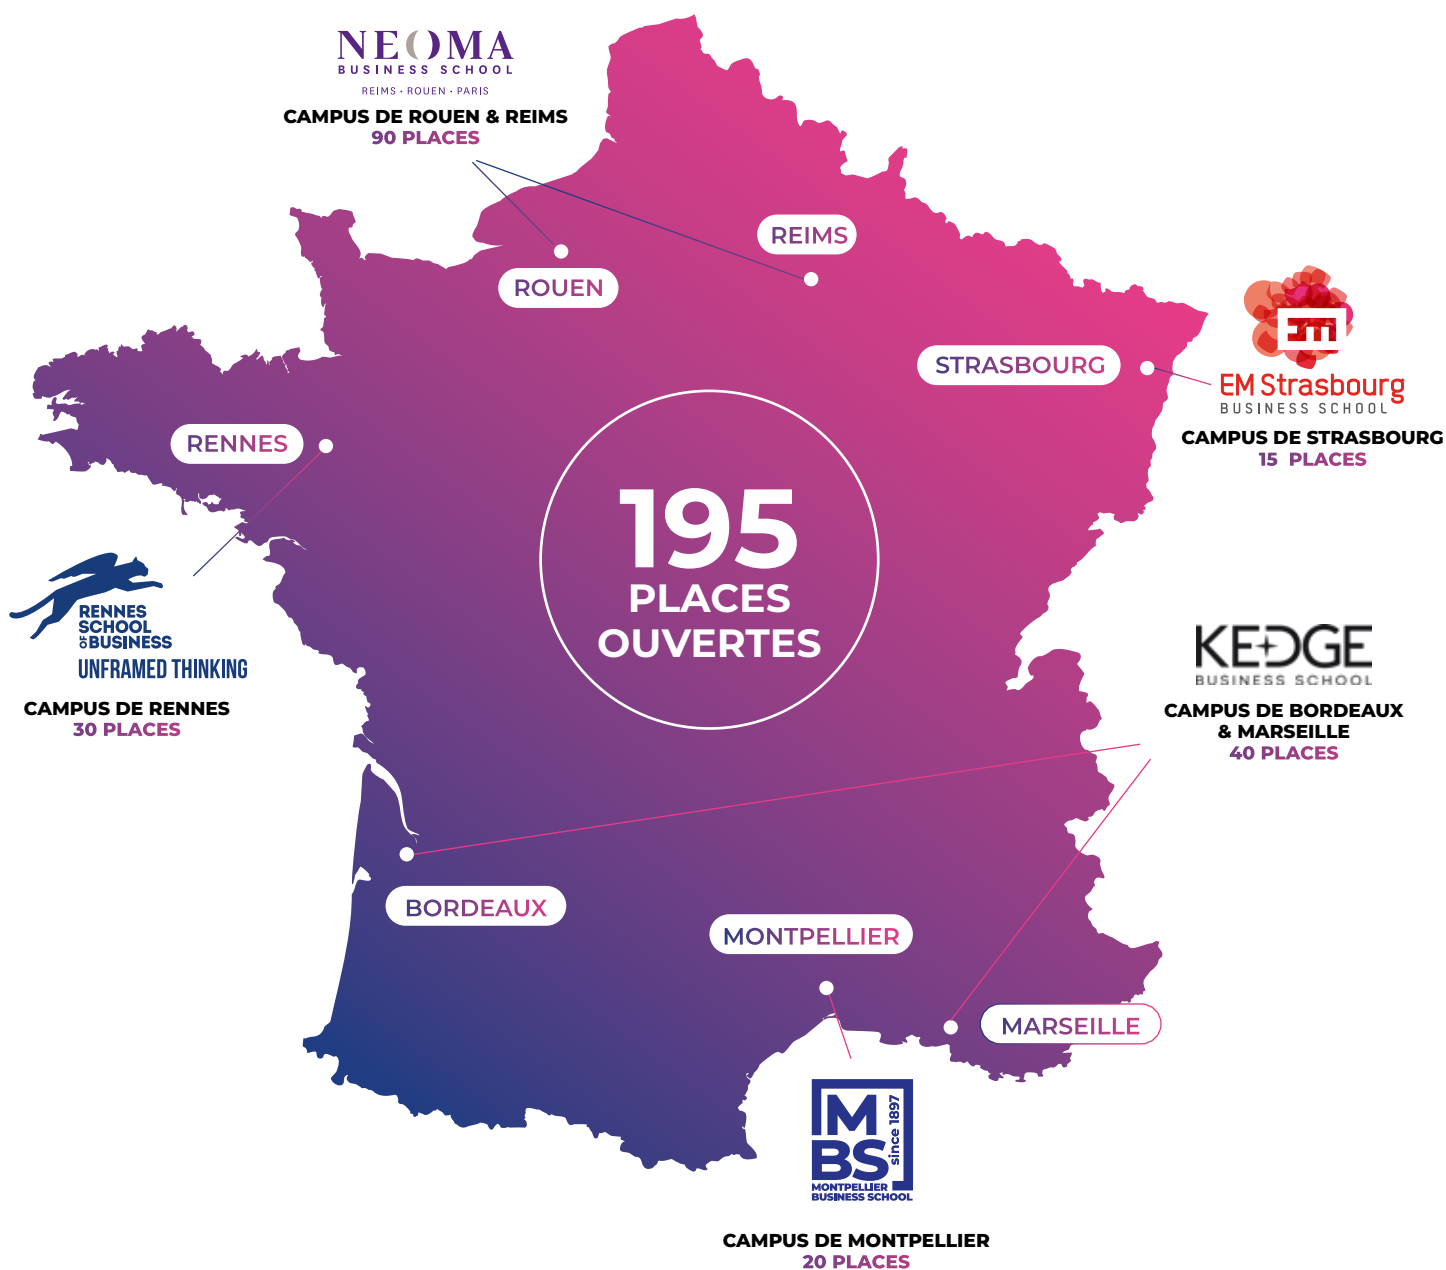 NEOMA
BUSINESS SCHOOL
REIMS · ROUEN · PARIS
CAMPUS DE ROUEN & REIMS
90 PLACES
REIMS
ROUEN
STRASBOURG
EM
EM Strasbourg
BUSINESS SCHOOL
CAMPUS DE STRASBOURG
15 PLACES
RENNES
195
PLACES
OUVERTES
RENNES
SCHOOL
OF BUSINESS
UNFRAMED THINKING
CAMPUS DE RENNES
30 PLACES
KEDGE
BUSINESS SCHOOL
CAMPUS DE BORDEAUX
& MARSEILLE
40 PLACES
BORDEAUX
MONTPELLIER
MARSEILLE
M
BS
since 1897
MONTPELLIER
BUSINESS SCHOOL
CAMPUS DE MONTPELLIER
20 PLACES